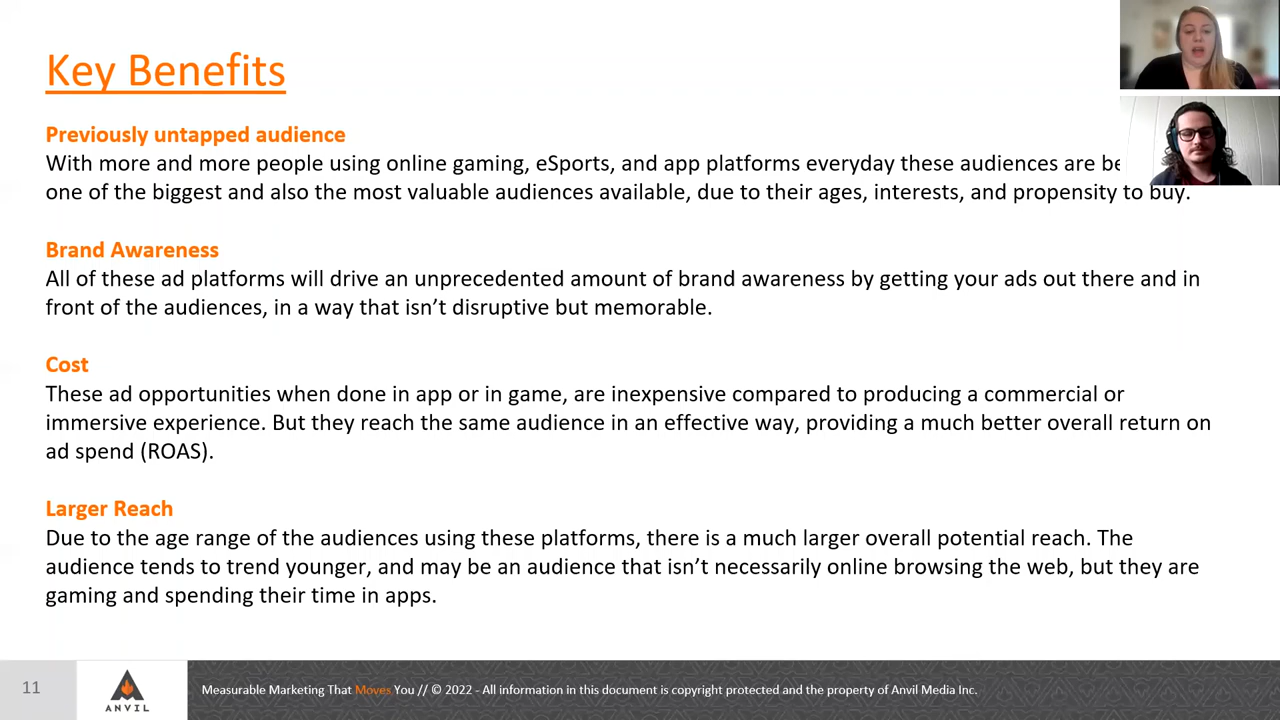 Key Benefits
Previously untapped audience
With more and more people using online gaming, eSports, and app platforms everyday these audiences are
one of the biggest and also the most valuable audiences available, due to their ages, interests, and propensity to buy.
Brand Awareness
All of these ad platforms will drive an unprecedented amount of brand awareness by getting your ads out there and in
front of the audiences, in a way that isn't disruptive but memorable.
Cost
These ad opportunities when done in app or in game, are inexpensive compared to producing a commercial or
immersive experience. But they reach the same audience in an effective way, providing a much better overall return on
ad spend (ROAS).
Larger Reach
Due to the age range of the audiences using these platforms, there is a much larger overall potential reach. The
audience tends to trend younger, and may be an audience that isn't necessarily online browsing the web, but they are
gaming and spending their time in apps.
11
ANVIL
Measurable Marketing That Moves You // © 2022 - All information in this document is copyright protected and the property of Anvil Media Inc.